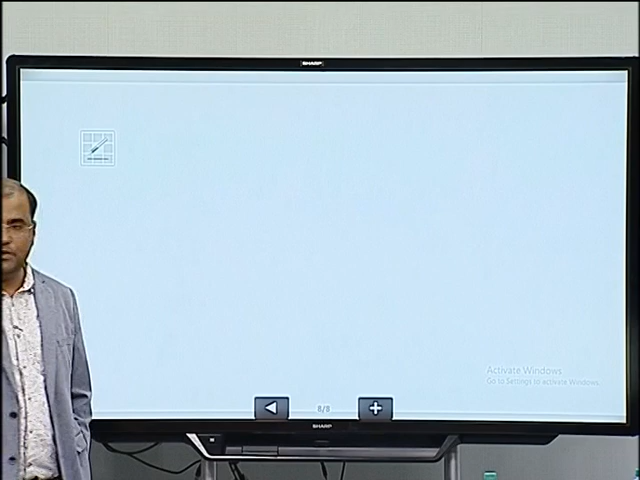 SHARP
Activate Windows
Go to Settings to activate Windows.
8/8
SHARP